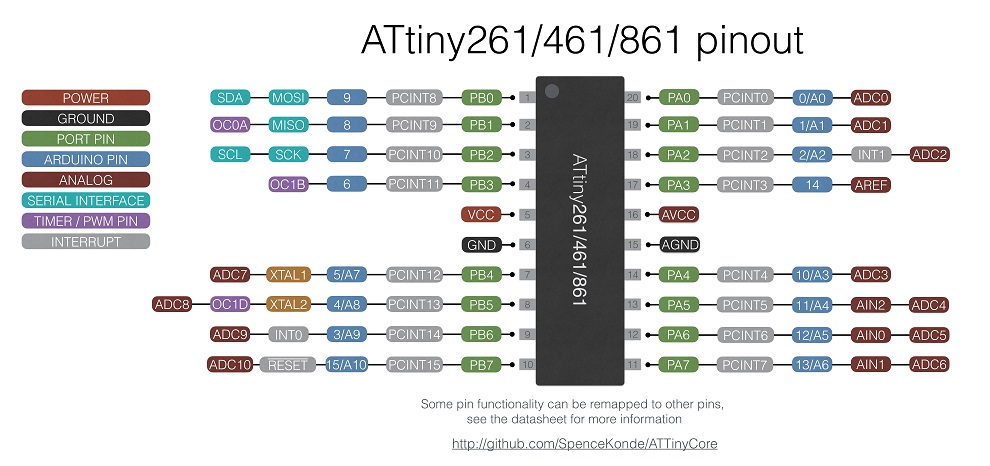 ATtiny261/461/861 pinout
POWER
GROUND
PORT PIN
ARDUINO PIN
ANALOG
SERIAL INTERFACE
TIMER / PWM PIN
INTERRUPT
SDA MOSI 9 PCINT8 PB0 1 20 PA0 PCINT0 0/A0 ADC0
OC0A MISO 8 PCINT9 PB1 2 19 PA1 PCINT1 1/A1 ADC1
SCL SCK 7 PCINT10 PB2 3 18 PA2 PCINT2 2/A2 INT1 ADC2
OC1B 6 PCINT11 PB3 4 17 PA3 PCINT3 14 AREF
VCC 5 16 AVCC
GND 6 15 AGND
ADC7 XTAL1 5/A7 PCINT12 PB4 7 14 PA4 PCINT4 10/A3 ADC3
ADC8 OC1D XTAL2 4/A8 PCINT13 PB5 8 13 PA5 PCINT5 11/A4 AIN2 ADC4
ADC9 INT0 3/A9 PCINT14 PB6 9 12 PA6 PCINT6 12/A5 AIN0 ADC5
ADC10 RESET 15/A10 PCINT15 PB7 10 11 PA7 PCINT7 13/A6 AIN1 ADC6
ATtiny261/461/861
Some pin functionality can be remapped to other pins,
see the datasheet for more information
http://github.com/SpenceKonde/ATTinyCore